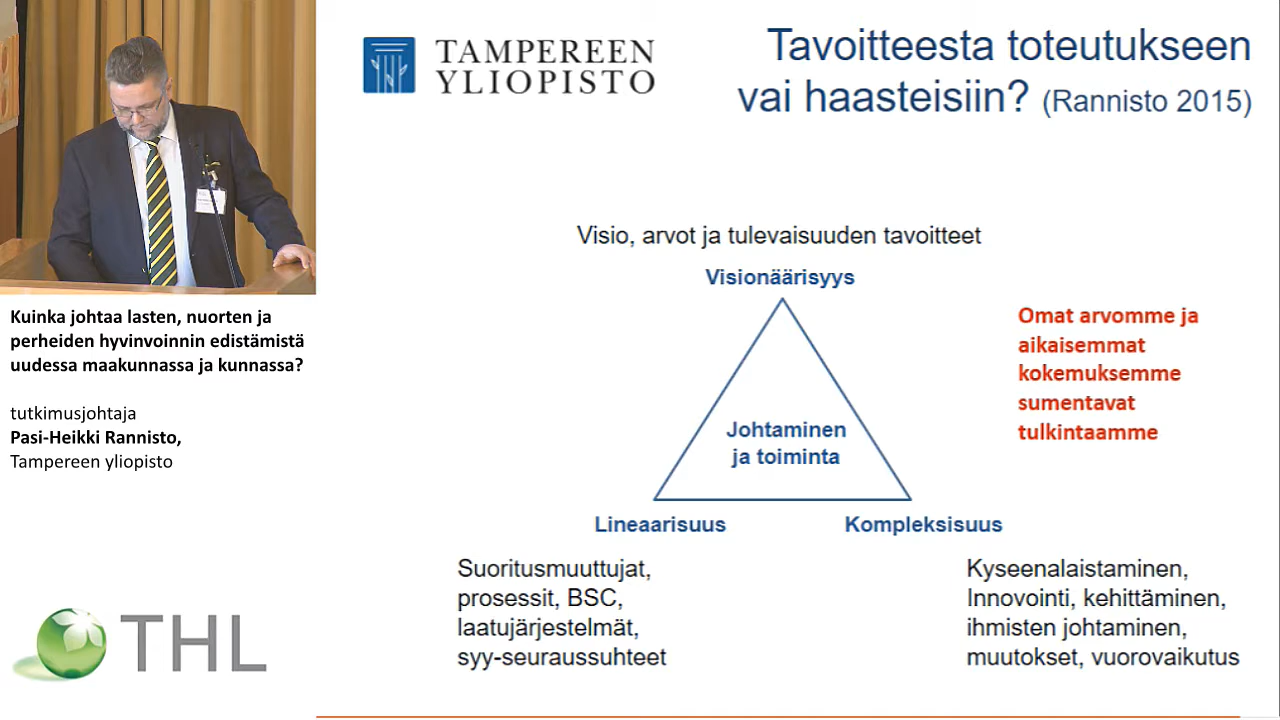 TAMPEREEN
YLIOPISTO
Tavoitteesta toteutukseen
vai haasteisiin? (Rannisto 2015)
Visio, arvot ja tulevaisuuden tavoitteet
Visionäärisyys
Omat arvomme ja
aikaisemmat
kokemuksemme
sumentavat
tulkintaamme
Johtaminen
ja toiminta
Lineaarisuus
Kompleksisuus
Suoritusmuuttujat,
prosessit, BSC,
laatujärjestelmät,
syy-seuraussuhteet
Kyseenalaistaminen,
Innovointi, kehittäminen,
ihmisten johtaminen,
muutokset, vuorovaikutus
Kuinka johtaa lasten, nuorten ja
perheiden hyvinvoinnin edistämistä
uudessa maakunnassa ja kunnassa?
tutkimusjohtaja
Pasi-Heikki Rannisto,
Tampereen yliopisto
THL